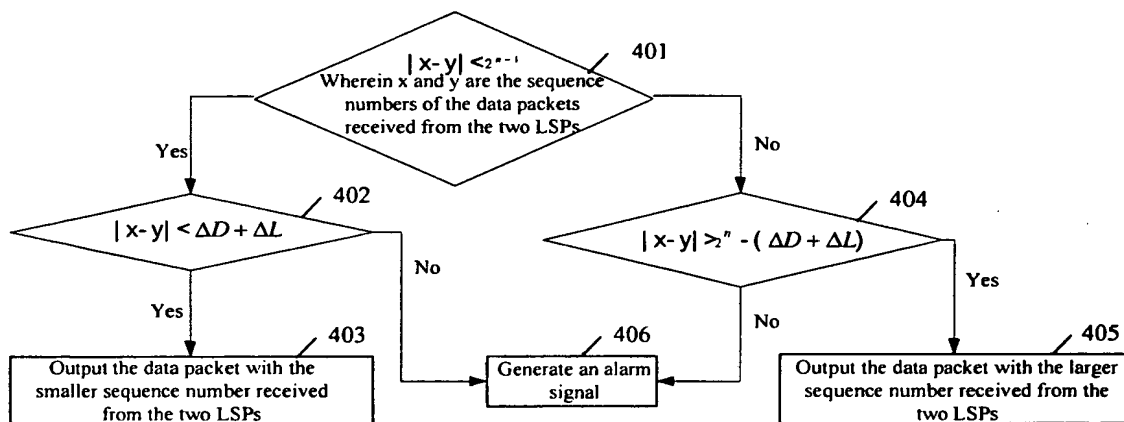 401
| x- y| < 2ⁿ⁻¹
Wherein x and y are the sequence
numbers of the data packets
received from the two LSPs
Yes
No
402
| x- y| < ΔD + ΔL
404
| x- y| > 2ⁿ - ( ΔD + ΔL)
No
Yes
Yes
No
403
Output the data packet with the
smaller sequence number received
from the two LSPs
406
Generate an alarm
signal
405
Output the data packet with the larger
sequence number received from the
two LSPs